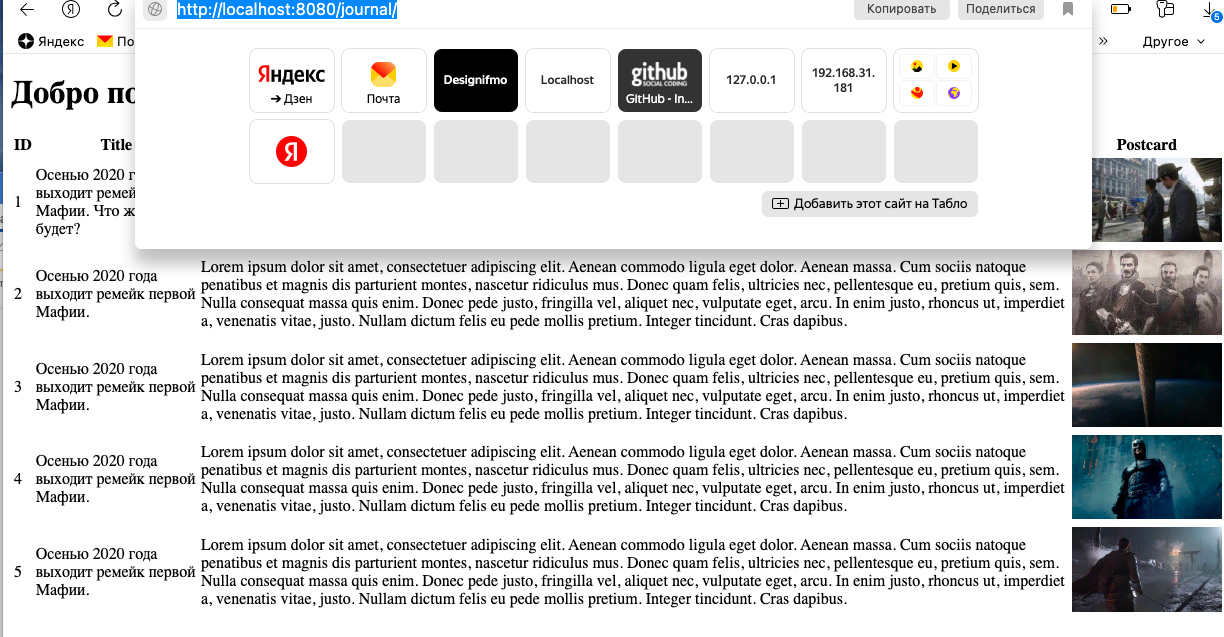 http://localhost:8080/journal/
Копировать
Поделиться
5
Яндекс
По
»
Другое
Яндекс
➔ Дзен
Почта
Designifmo
Localhost
github
SOCIAL CODING
GitHub - In...
127.0.0.1
192.168.31.
181
Я
Добавить этот сайт на Табло
Добро по
ID
Title
Postcard
1
Осенью 2020 г
выходит ремейк
Мафии. Что ж
будет?
2
Осенью 2020 года
выходит ремейк первой
Мафии.
Lorem ipsum dolor sit amet, consectetuer adipiscing elit. Aenean commodo ligula eget dolor. Aenean massa. Cum sociis natoque
penatibus et magnis dis parturient montes, nascetur ridiculus mus. Donec quam felis, ultricies nec, pellentesque eu, pretium quis, sem.
Nulla consequat massa quis enim. Donec pede justo, fringilla vel, aliquet nec, vulputate eget, arcu. In enim justo, rhoncus ut, imperdiet
a, venenatis vitae, justo. Nullam dictum felis eu pede mollis pretium. Integer tincidunt. Cras dapibus.
3
Осенью 2020 года
выходит ремейк первой
Мафии.
Lorem ipsum dolor sit amet, consectetuer adipiscing elit. Aenean commodo ligula eget dolor. Aenean massa. Cum sociis natoque
penatibus et magnis dis parturient montes, nascetur ridiculus mus. Donec quam felis, ultricies nec, pellentesque eu, pretium quis, sem.
Nulla consequat massa quis enim. Donec pede justo, fringilla vel, aliquet nec, vulputate eget, arcu. In enim justo, rhoncus ut, imperdiet
a, venenatis vitae, justo. Nullam dictum felis eu pede mollis pretium. Integer tincidunt. Cras dapibus.
4
Осенью 2020 года
выходит ремейк первой
Мафии.
Lorem ipsum dolor sit amet, consectetuer adipiscing elit. Aenean commodo ligula eget dolor. Aenean massa. Cum sociis natoque
penatibus et magnis dis parturient montes, nascetur ridiculus mus. Donec quam felis, ultricies nec, pellentesque eu, pretium quis, sem.
Nulla consequat massa quis enim. Donec pede justo, fringilla vel, aliquet nec, vulputate eget, arcu. In enim justo, rhoncus ut, imperdiet
a, venenatis vitae, justo. Nullam dictum felis eu pede mollis pretium. Integer tincidunt. Cras dapibus.
5
Осенью 2020 года
выходит ремейк первой
Мафии.
Lorem ipsum dolor sit amet, consectetuer adipiscing elit. Aenean commodo ligula eget dolor. Aenean massa. Cum sociis natoque
penatibus et magnis dis parturient montes, nascetur ridiculus mus. Donec quam felis, ultricies nec, pellentesque eu, pretium quis, sem.
Nulla consequat massa quis enim. Donec pede justo, fringilla vel, aliquet nec, vulputate eget, arcu. In enim justo, rhoncus ut, imperdiet
a, venenatis vitae, justo. Nullam dictum felis eu pede mollis pretium. Integer tincidunt. Cras dapibus.